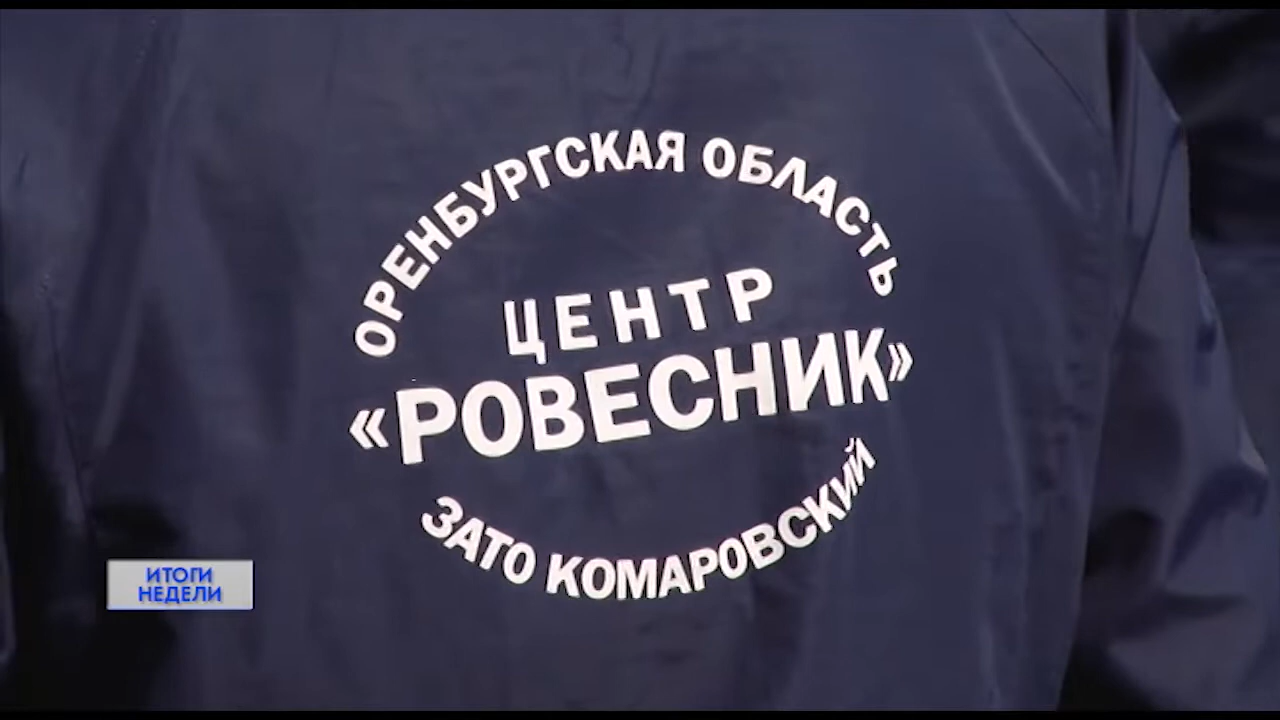 ОРЕНБУРГСКАЯ ОБЛАСТЬ
ЦЕНТР
«РОВЕСНИК»
ЗАТО КОМАРОВСКИЙ
ИТОГИ
НЕДЕЛИ